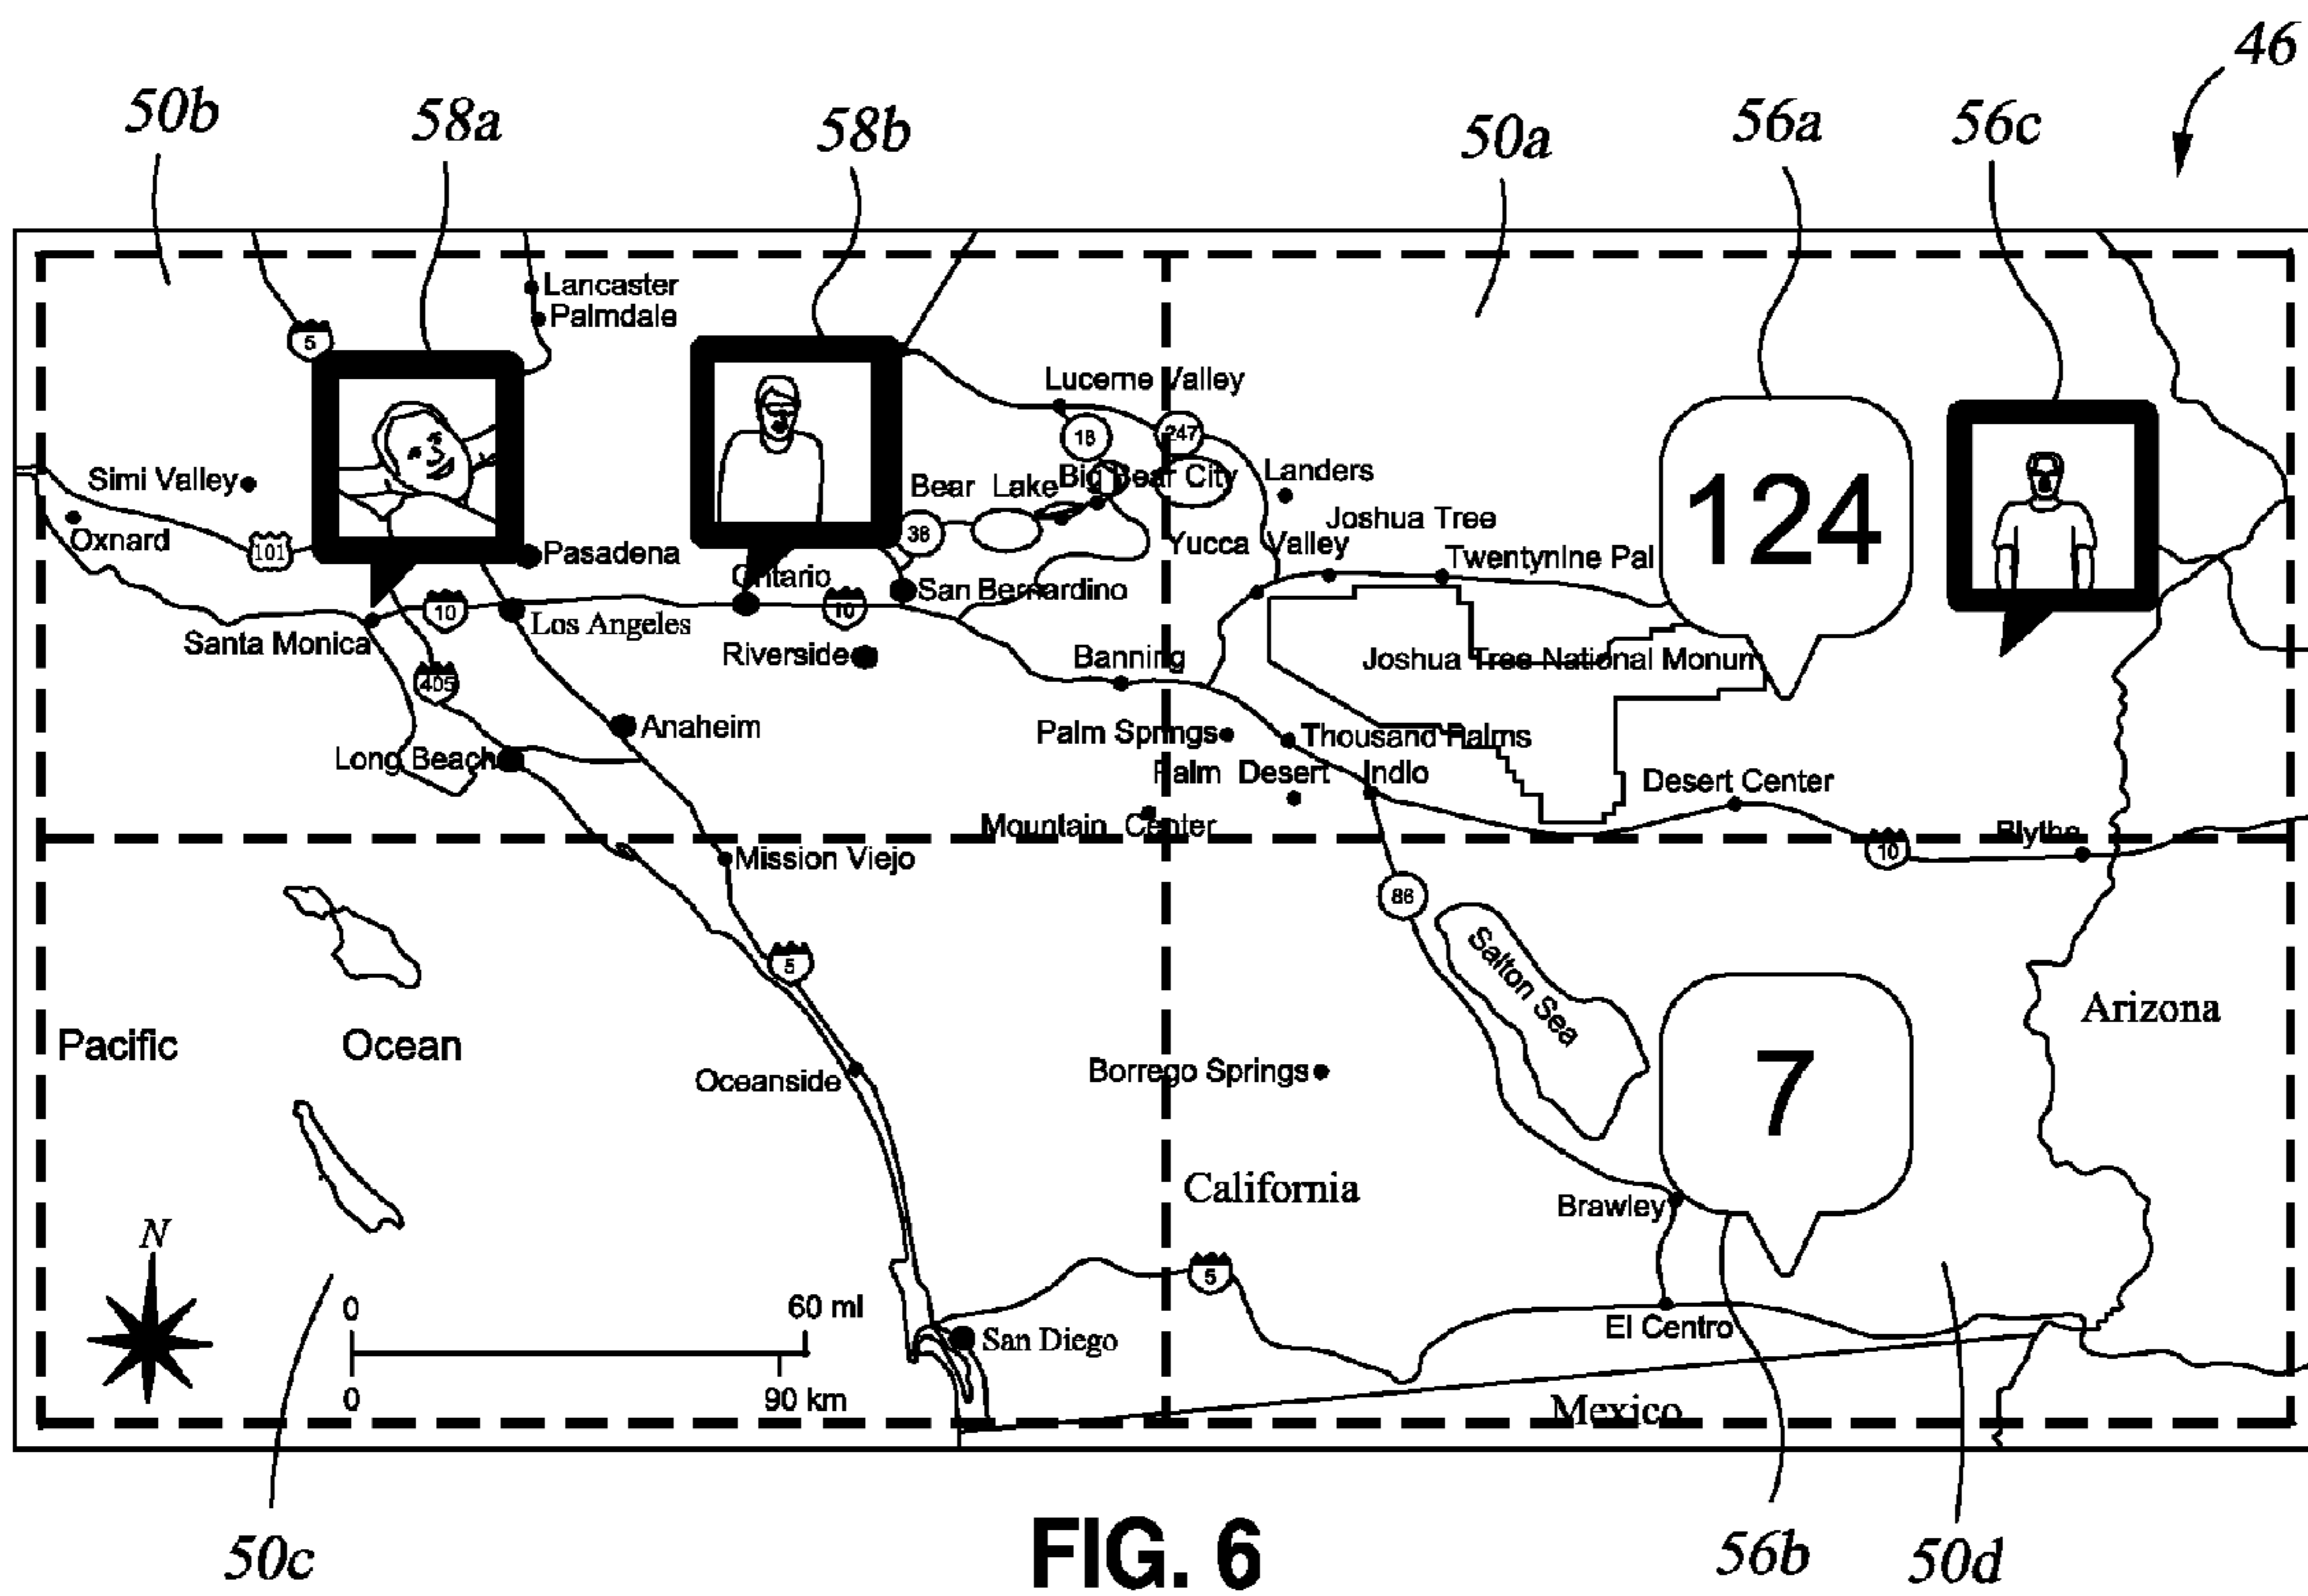 46
50b
58a
58b
50a
56a
56c
Lancaster
Palmdale
5
Lucerne Valley
18
247
Simi Valley
Bear Lake
Big Bear City
Landers
124
Oxnard
101
38
Joshua Tree
Pasadena
Yucca Valley
Twentynine Pal
Ontario
San Bernardino
10
10
Los Angeles
Santa Monica
Riverside
Banning
Joshua Tree National Monum
405
Anaheim
Palm Springs
Thousand Palms
Long Beach
Palm Desert
Indio
Desert Center
Mountain Center
Blythe
10
Mission Viejo
86
5
Salton Sea
Arizona
Pacific Ocean
Borrego Springs
7
Oceanside
California
Brawley
N
5
0
60 mi
San Diego
El Centro
0
90 km
Mexico
50c
FIG. 6
56b
50d